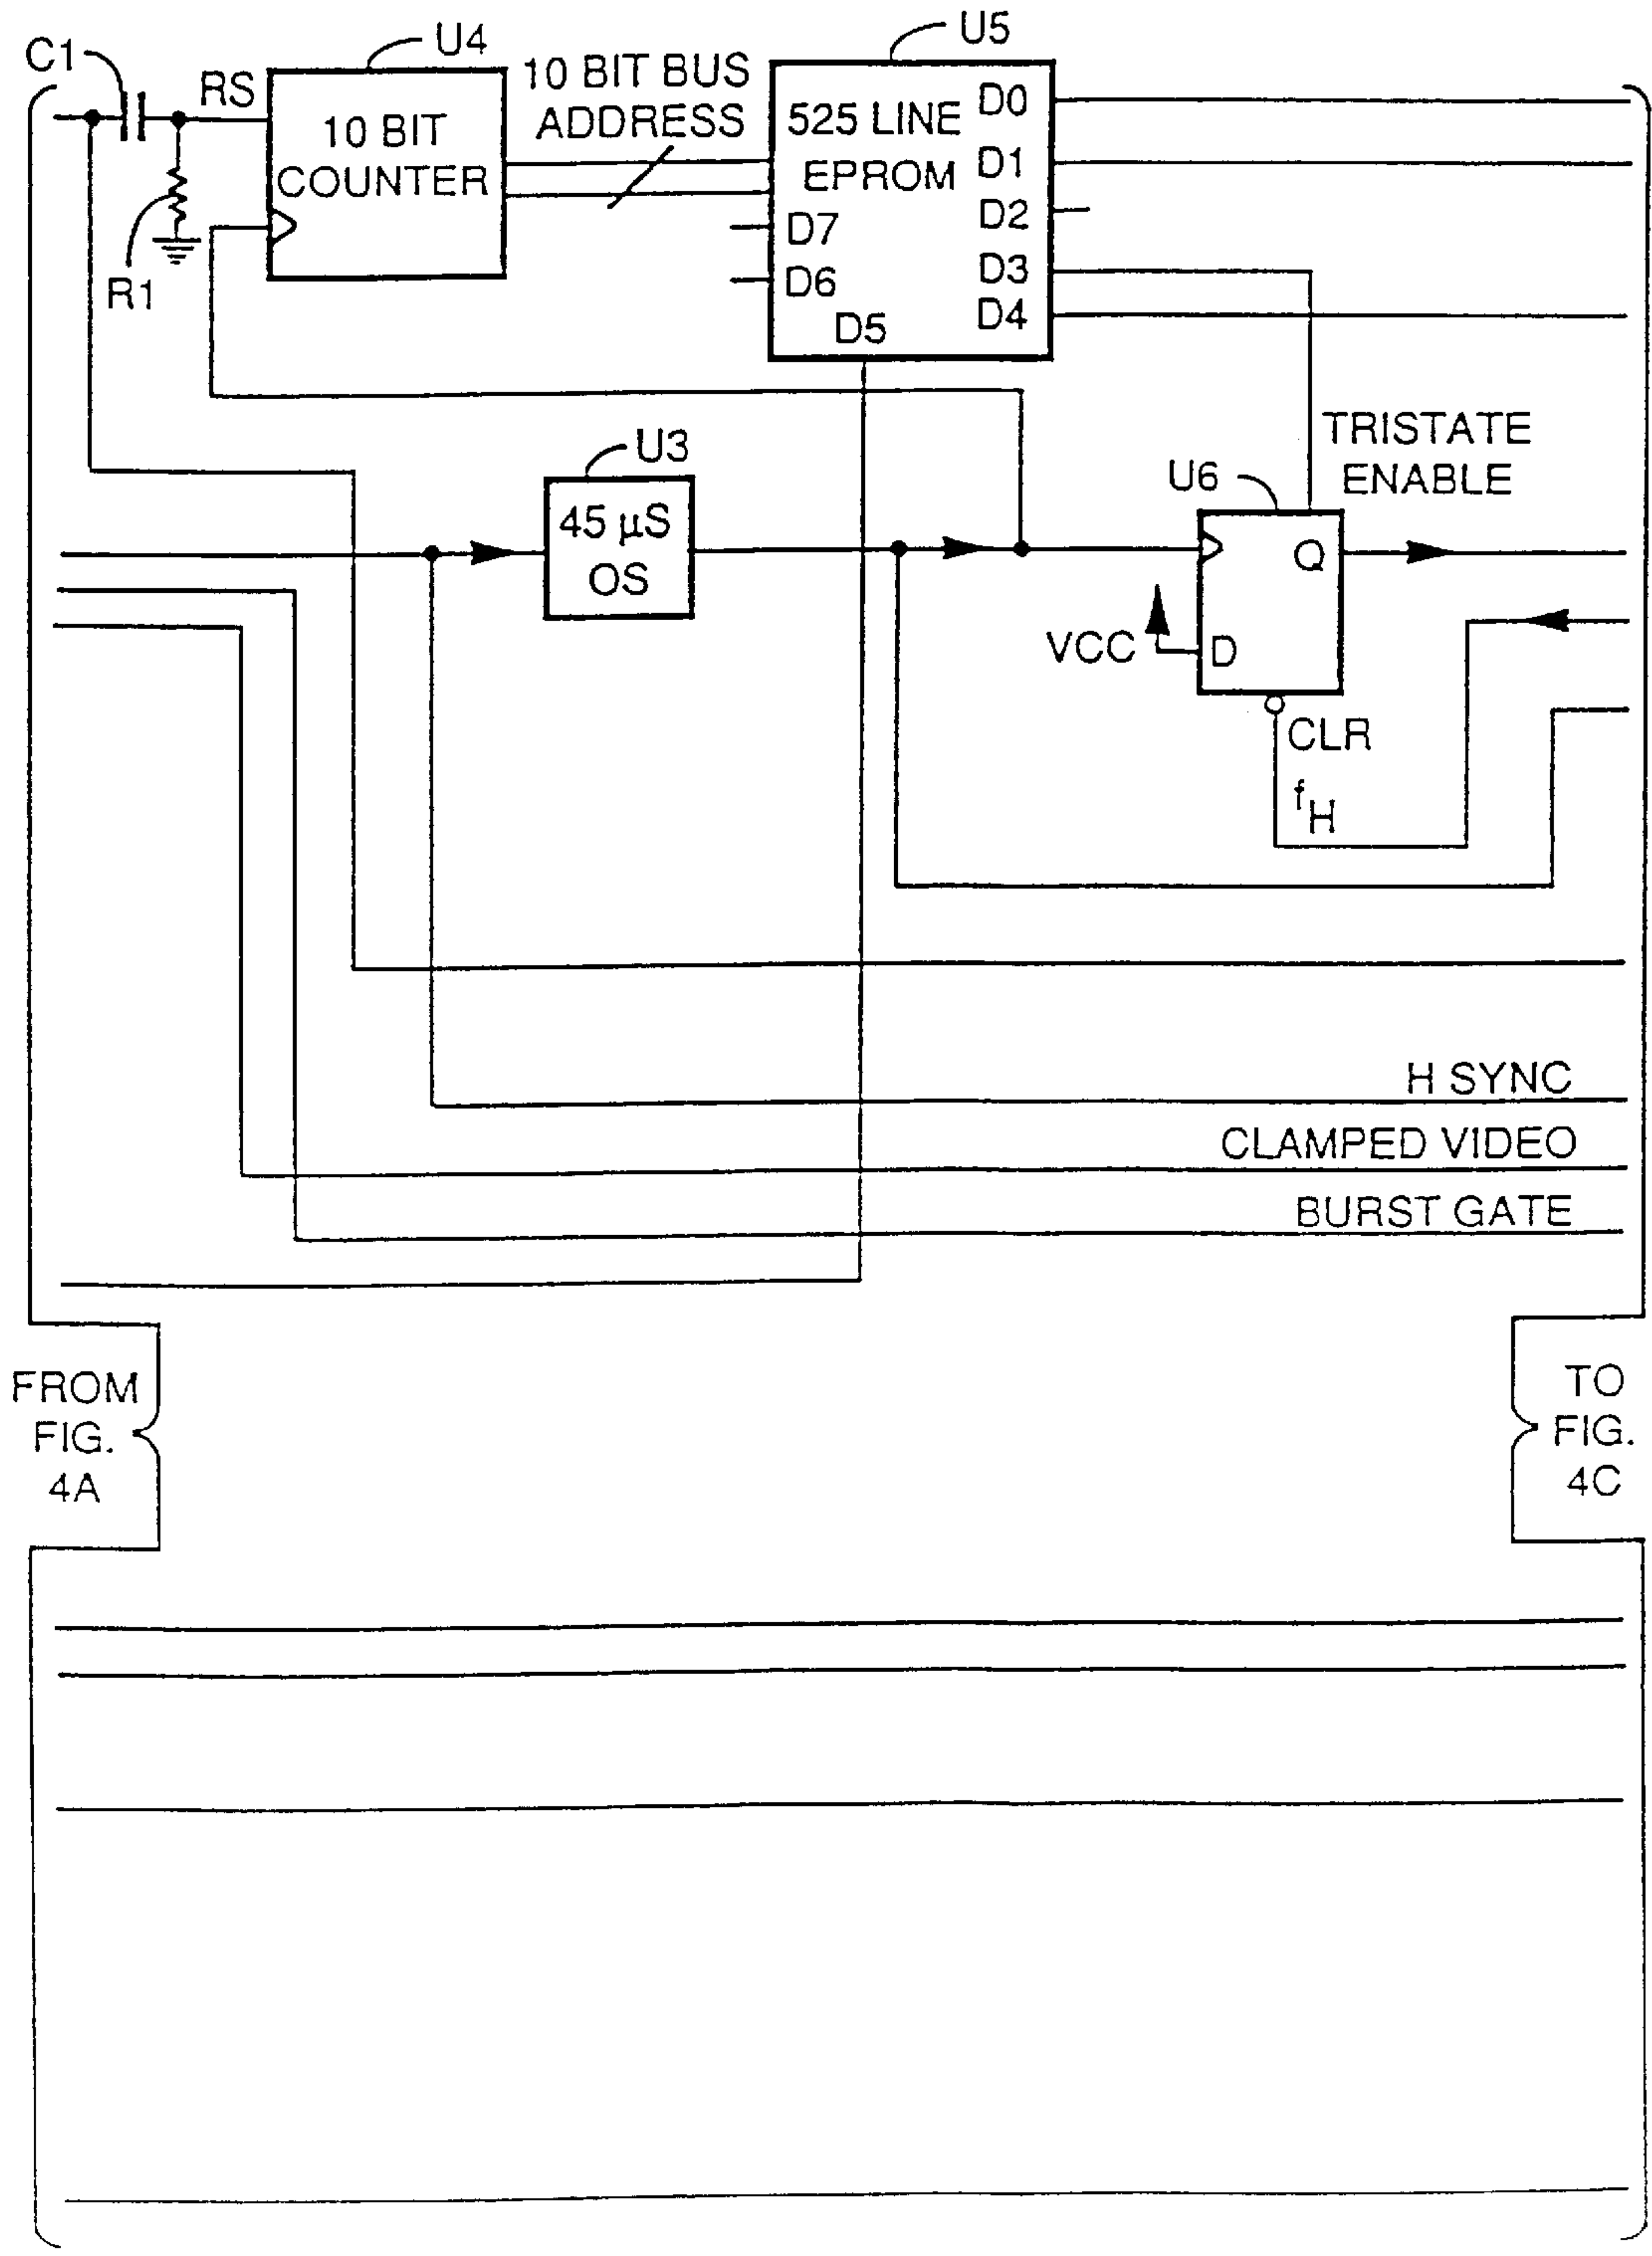 C1
RS
U4
10 BIT
COUNTER
R1
10 BIT BUS
ADDRESS
U5
525 LINE
EPROM
D0
D1
D2
D3
D4
D5
D6
D7
U3
45 µS
OS
TRISTATE
ENABLE
U6
Q
VCC
D
CLR
fH
H SYNC
CLAMPED VIDEO
BURST GATE
FROM
FIG.
4A
TO
FIG.
4C